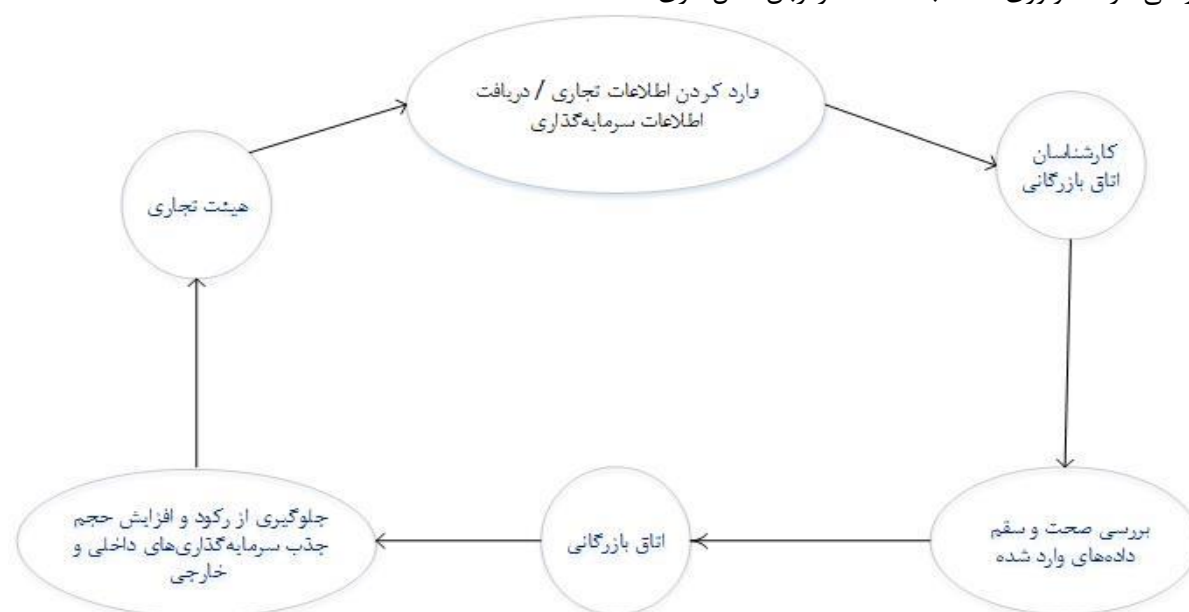 وارد کردن اطلاعات تجاری / دریافت
اطلاعات سرمایه‌گذاری
کارشناسان
اتاق بازرگانی
هیئت تجاری
بررسی صحت و سقم
داده‌های وارد شده
اتاق بازرگانی
جلوگیری از رکود و افزایش حجم
جذب سرمایه‌گذاری‌های داخلی و
خارجی